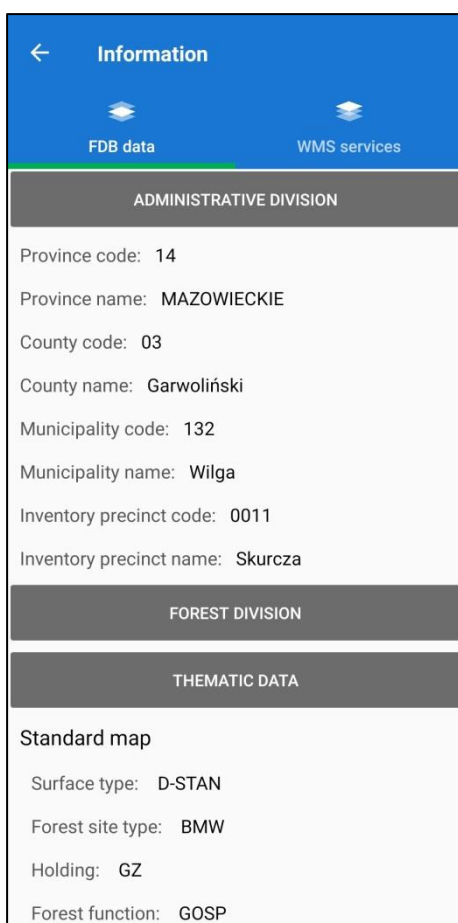 Information
FDB data WMS services
ADMINISTRATIVE DIVISION
Province code: 14
Province name: MAZOWIECKIE
County code: 03
County name: Garwoliński
Municipality code: 132
Municipality name: Wilga
Inventory precinct code: 0011
Inventory precinct name: Skurcza
FOREST DIVISION
THEMATIC DATA
Standard map
Surface type: D-STAN
Forest site type: BMW
Holding: GZ
Forest function: GOSP